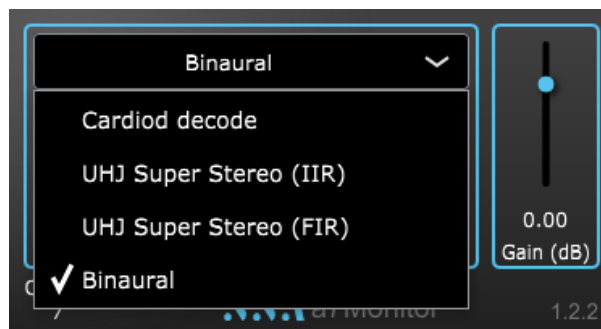 Binaural
Cardiod decode
UHJ Super Stereo (IIR)
UHJ Super Stereo (FIR)
Binaural
0.00
Gain (dB)
1.2.2